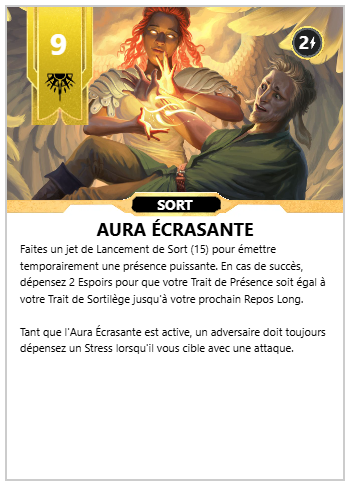 9
2
SORT
AURA ÉCRASANTE
Faites un jet de Lancement de Sort (15) pour émettre
temporairement une présence puissante. En cas de succès,
dépensez 2 Espoirs pour que votre Trait de Présence soit égal à
votre Trait de Sortilège jusqu'à votre prochain Repos Long.
Tant que l'Aura Écrasante est active, un adversaire doit toujours
dépensez un Stress lorsqu'il vous cible avec une attaque.